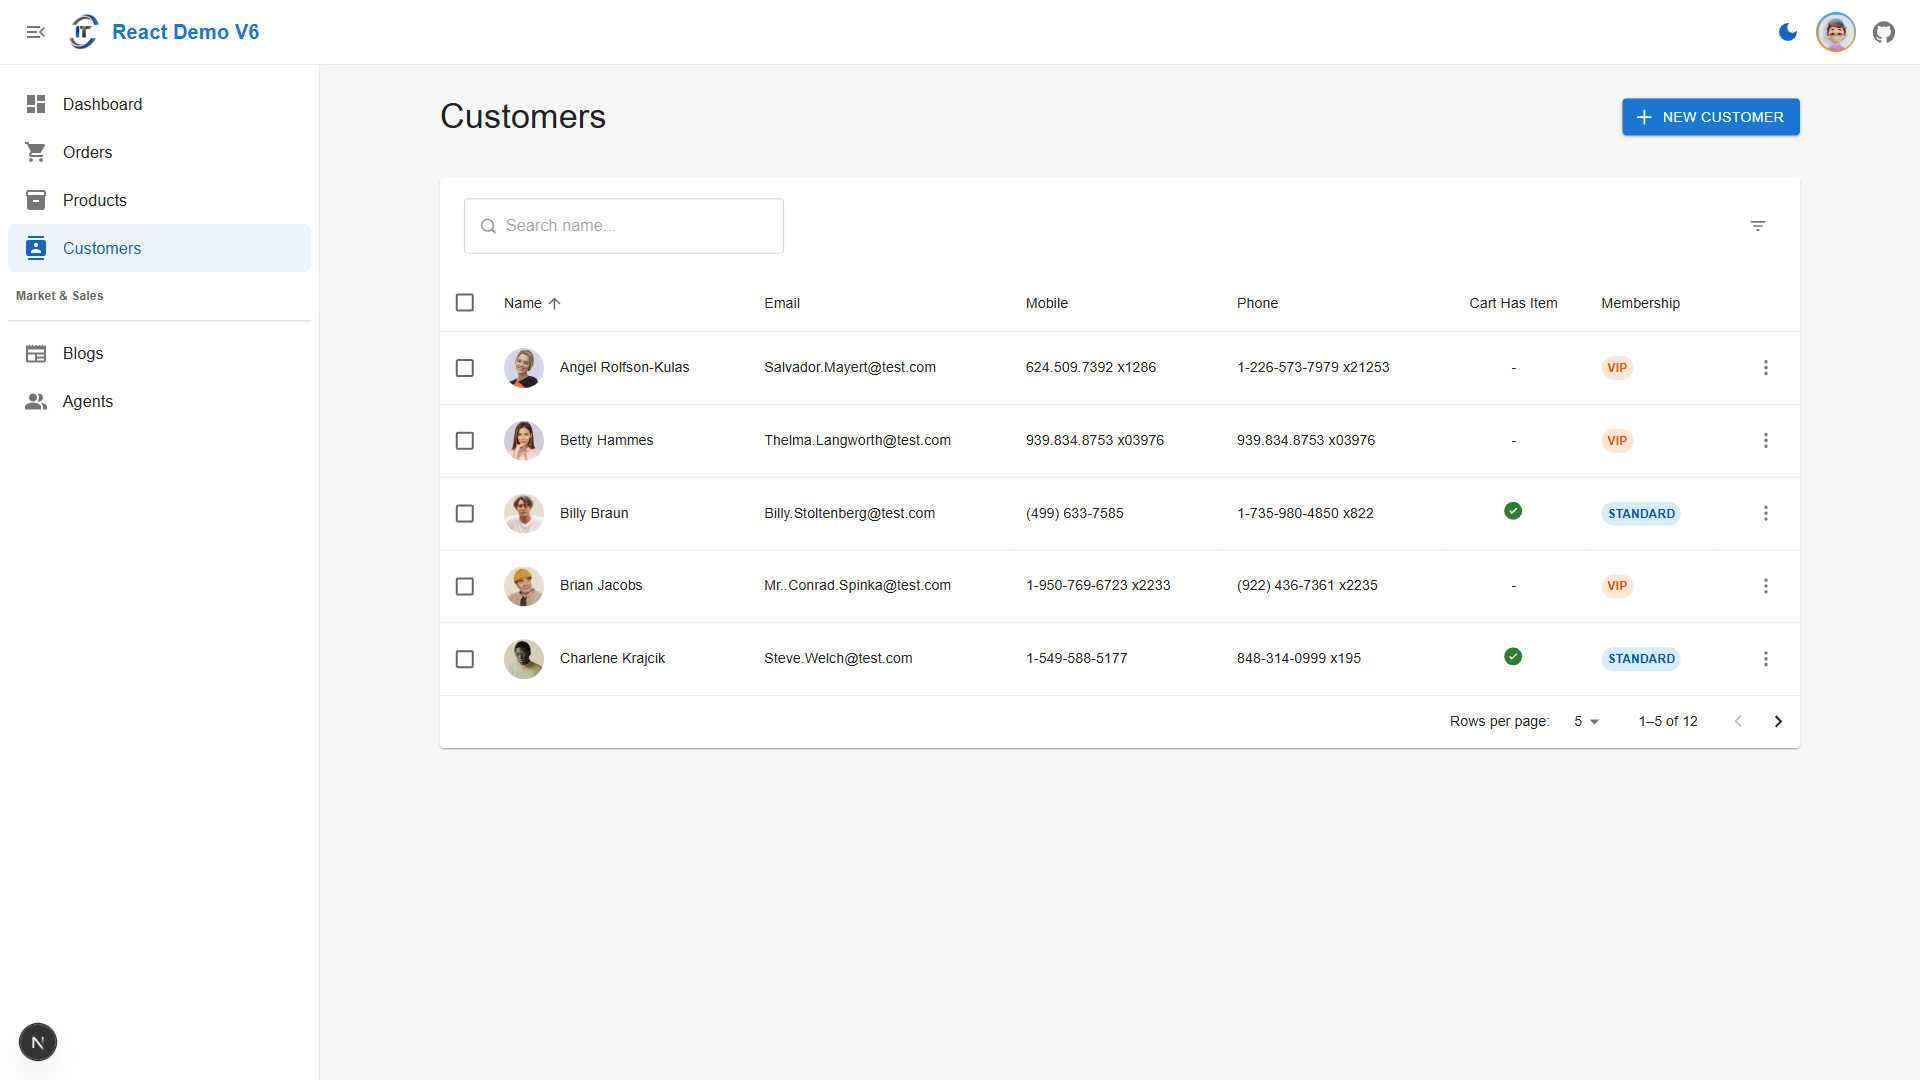 IT React Demo V6
Dashboard
Orders
Products
Customers
Market & Sales
Blogs
Agents
N
Customers
NEW CUSTOMER
Search name...
Name Email Mobile Phone Cart Has Item Membership
Angel Rolfson-Kulas Salvador.Mayert@test.com 624.509.7392 x1286 1-226-573-7979 x21253 - VIP
Betty Hammes Thelma.Langworth@test.com 939.834.8753 x03976 939.834.8753 x03976 - VIP
Billy Braun Billy.Stoltenberg@test.com (499) 633-7585 1-735-980-4850 x822 STANDARD
Brian Jacobs Mr..Conrad.Spinka@test.com 1-950-769-6723 x2233 (922) 436-7361 x2235 - VIP
Charlene Krajcik Steve.Welch@test.com 1-549-588-5177 848-314-0999 x195 STANDARD
Rows per page: 5 1–5 of 12